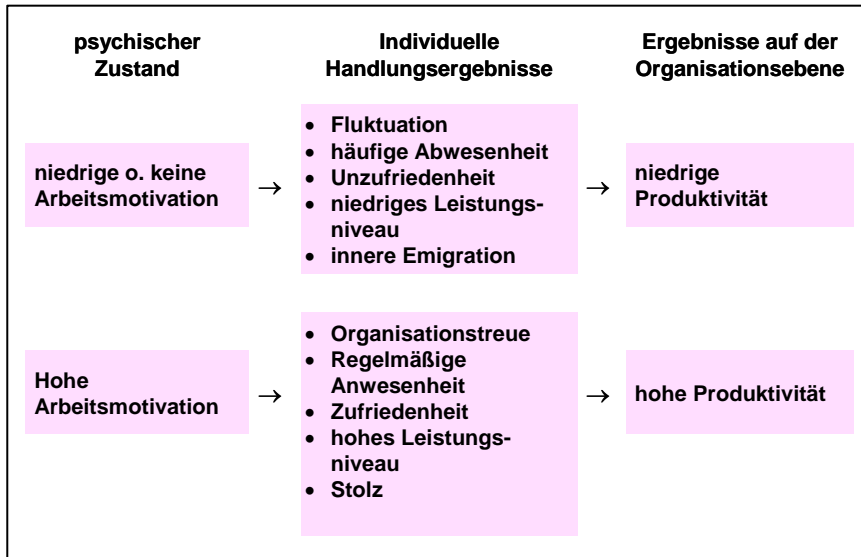 psychischer
Zustand
Individuelle
Handlungsergebnisse
Ergebnisse auf der
Organisationsebene
niedrige o. keine
Arbeitsmotivation
→
• Fluktuation
• häufige Abwesenheit
• Unzufriedenheit
• niedriges Leistungs-
niveau
• innere Emigration
→
niedrige
Produktivität
Hohe
Arbeitsmotivation
→
• Organisationstreue
• Regelmäßige
Anwesenheit
• Zufriedenheit
• hohes Leistungs-
niveau
• Stolz
→
hohe Produktivität